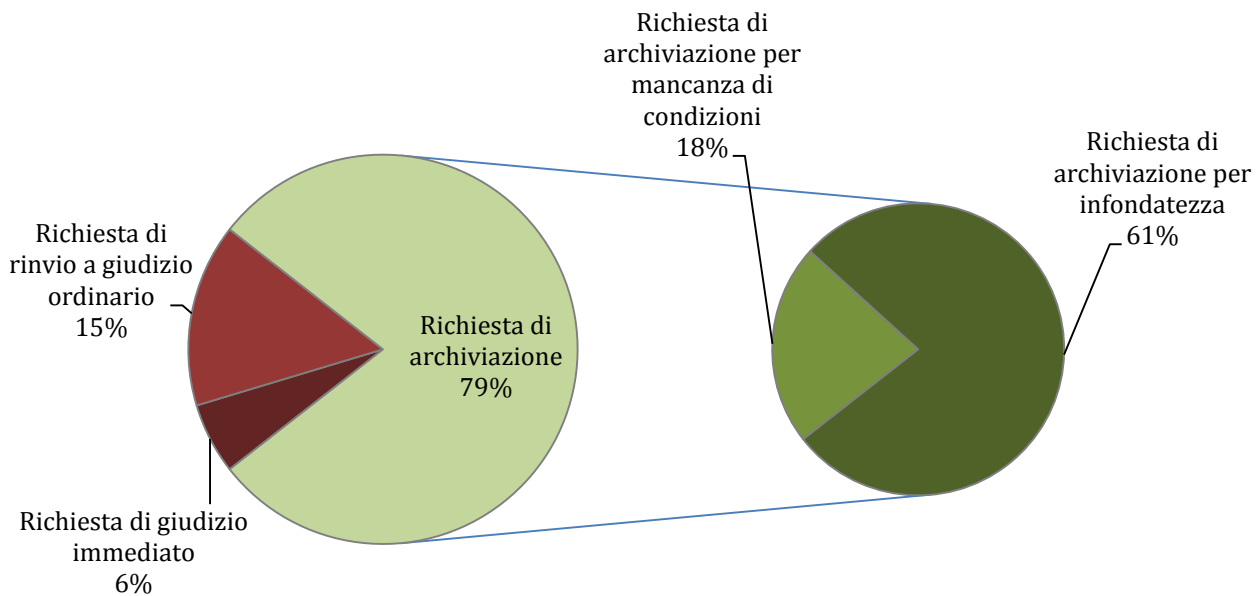 Richiesta di
archiviazione per
mancanza di
condizioni
18%
Richiesta di
archiviazione per
infondatezza
61%
Richiesta di
rinvio a giudizio
ordinario
15%
Richiesta di
archiviazione
79%
Richiesta di giudizio
immediato
6%